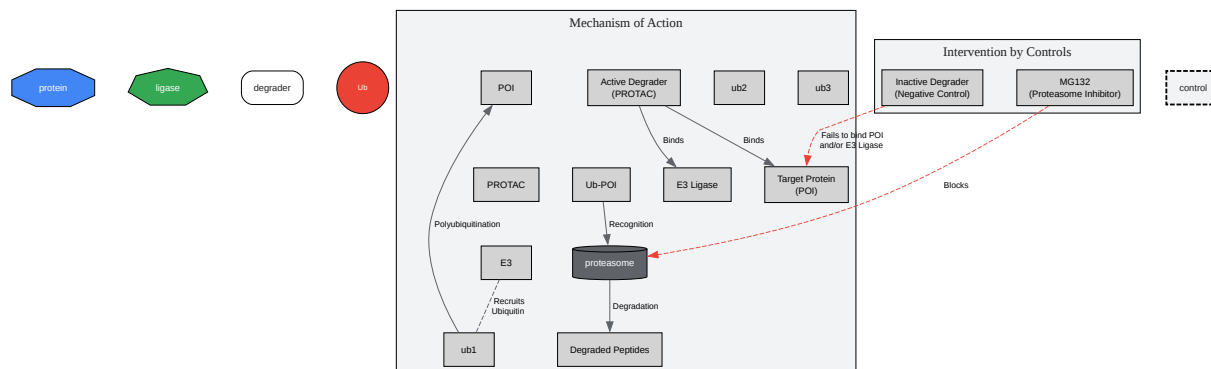 Mechanism of Action
Intervention by Controls
protein
ligase
degrader
Ub
POI
Active Degrader
(PROTAC)
ub2
ub3
Inactive Degrader
(Negative Control)
MG132
(Proteasome Inhibitor)
control
Binds
Binds
Fails to bind POI
and/or E3 Ligase
PROTAC
Ub-POI
E3 Ligase
Target Protein
(POI)
Blocks
Polyubiquitination
Recognition
E3
proteasome
Recruits
Ubiquitin
Degradation
ub1
Degraded Peptides